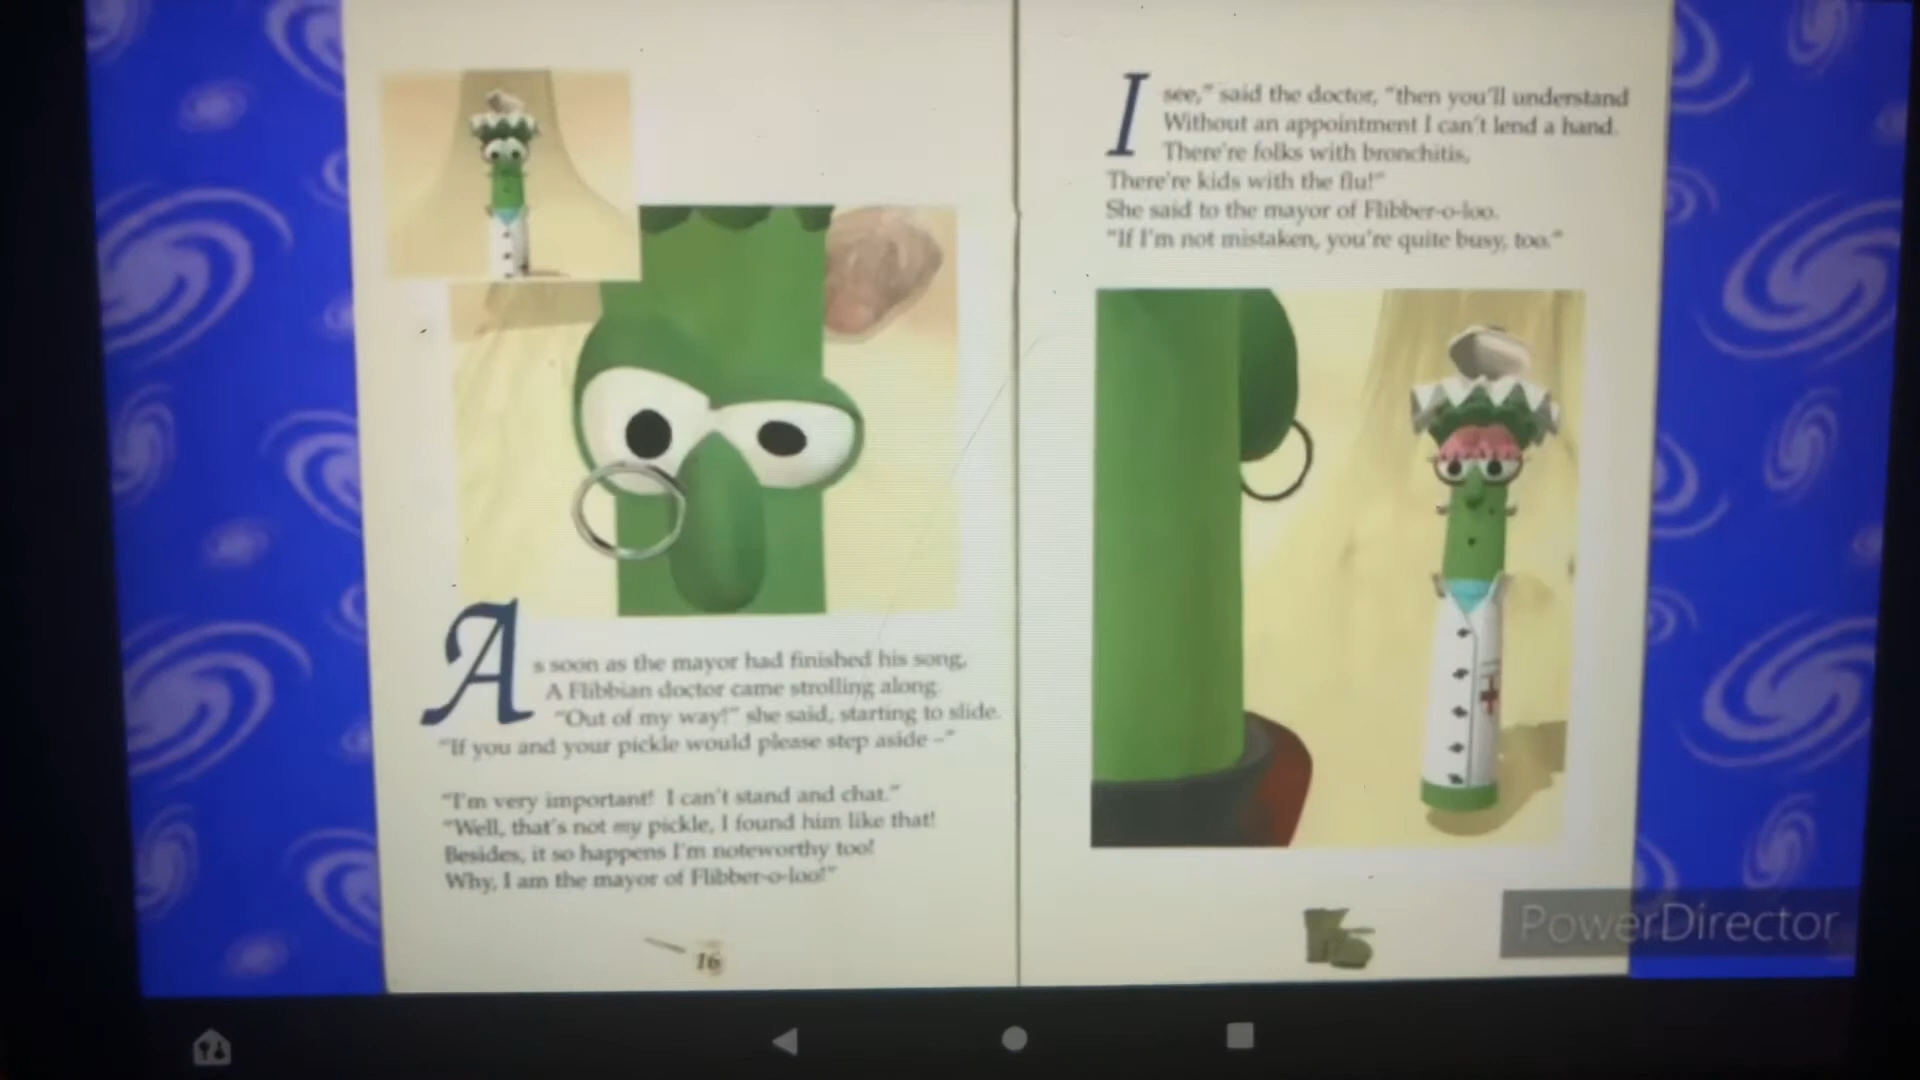 As soon as the mayor had finished his song,
A Flibbian doctor came strolling along.
"Out of my way!" she said, starting to slide.
"If you and your pickle would please step aside –"
"I'm very important! I can't stand and chat."
"Well, that's not my pickle, I found him like that!
Besides, it so happens I'm noteworthy too!
Why, I am the mayor of Flibber-o-loo!"
16
I see," said the doctor, "then you'll understand
Without an appointment I can't lend a hand.
There're folks with bronchitis,
There're kids with the flu!"
She said to the mayor of Flibber-o-loo.
"If I'm not mistaken, you're quite busy, too."
PowerDirector